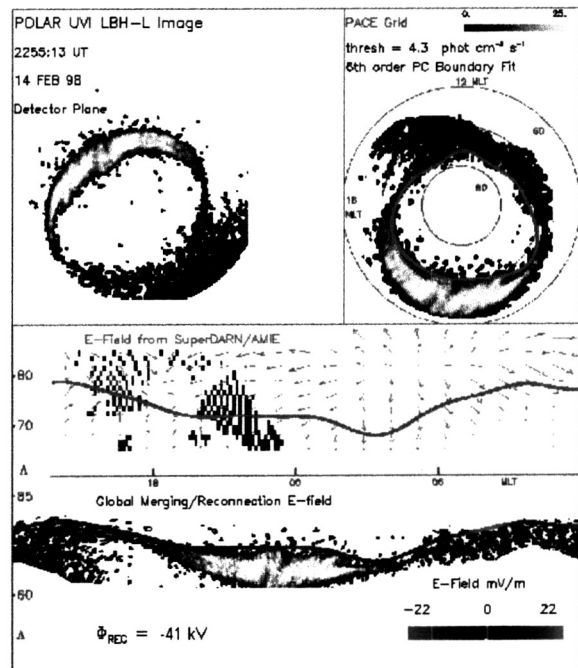 POLAR UVI LBH-L Image
2255:13 UT
14 FEB 98
Detector Plane
PACE Grid
0. 25.
thresh = 4.3 phot cm⁻² s⁻¹
6th order PC Boundary Fit
12 MLT
60
80
18
MLT
E-Field from SuperDARN/AMIE
80
70
Λ
18 00 06 MLT
85
Global Merging/Reconnection E-field
60
Λ
Φ_REC = -41 kV
E-Field mV/m
-22 0 22